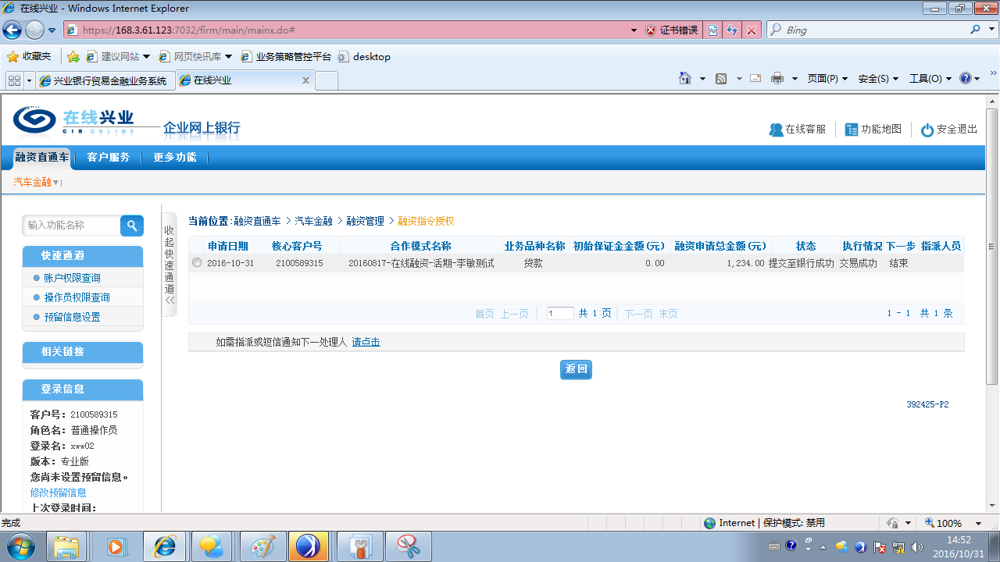 在线兴业 - Windows Internet Explorer
https://168.3.61.123:7032/firm/main/mainx.do# 证书错误 Bing
收藏夹 建议网站 网页快讯库 业务策略管控平台 desktop
兴业银行贸易金融业务系统 在线兴业 X 页面(P) 安全(S) 工具(O)
在线兴业 CIB ONLINE 企业网上银行 在线客服 功能地图 安全退出
融资直通车 客户服务 更多功能
汽车金融
输入功能名称
快速通道
账户权限查询
操作员权限查询
预留信息设置
相关链接
登录信息
客户号: 2100589315
角色名: 普通操作员
登录名: xww02
版本: 专业版
您尚未设置预留信息。
修改预留信息
上次登录时间:
收起快速通道
当前位置:融资直通车 > 汽车金融 > 融资管理 > 融资指令授权
申请日期 核心客户号 合作模式名称 业务品种名称 初始保证金金额(元) 融资申请总金额(元) 状态 执行情况 下一步 指派人员
2016-10-31 2100589315 20160817-在线融资-活期-李敏测试 贷款 0.00 1,234.00 提交至银行成功 交易成功 结束
首页 上一页 1 共 1 页 下一页 末页 1 - 1 共 1 条
如需指派或短信通知下一处理人 请点击
返回
392425-P2
完成 Internet | 保护模式: 禁用 100%
14:52
2016/10/31